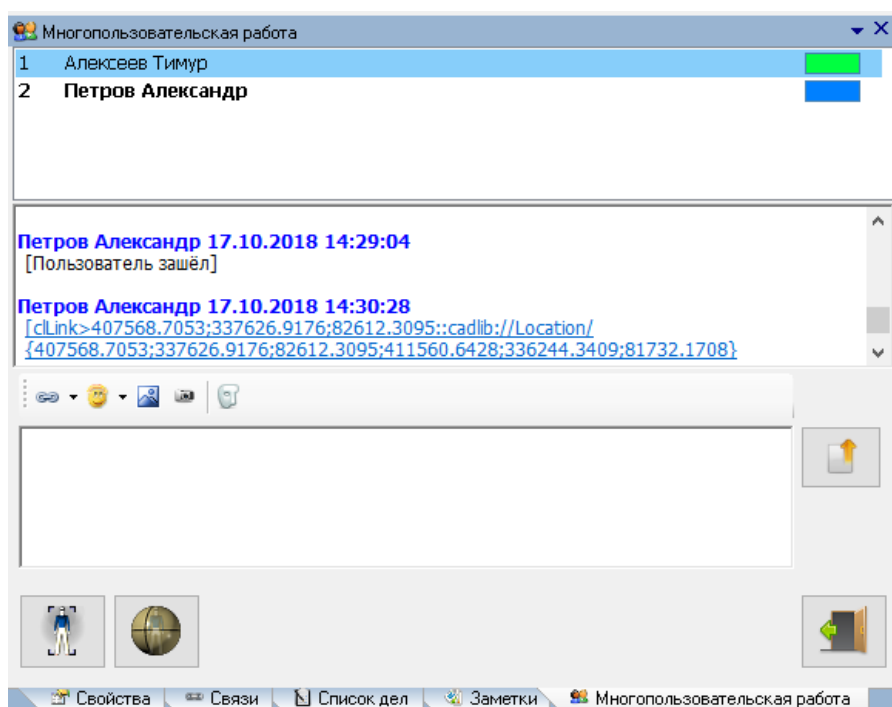 Многопользовательская работа
1 Алексеев Тимур
2 Петров Александр
Петров Александр 17.10.2018 14:29:04
[Пользователь зашёл]
Петров Александр 17.10.2018 14:30:28
[clLink>407568.7053;337626.9176;82612.3095::cadlib://Location/
{407568.7053;337626.9176;82612.3095;411560.6428;336244.3409;81732.1708}
Свойства Связи Список дел Заметки Многопользовательская работа